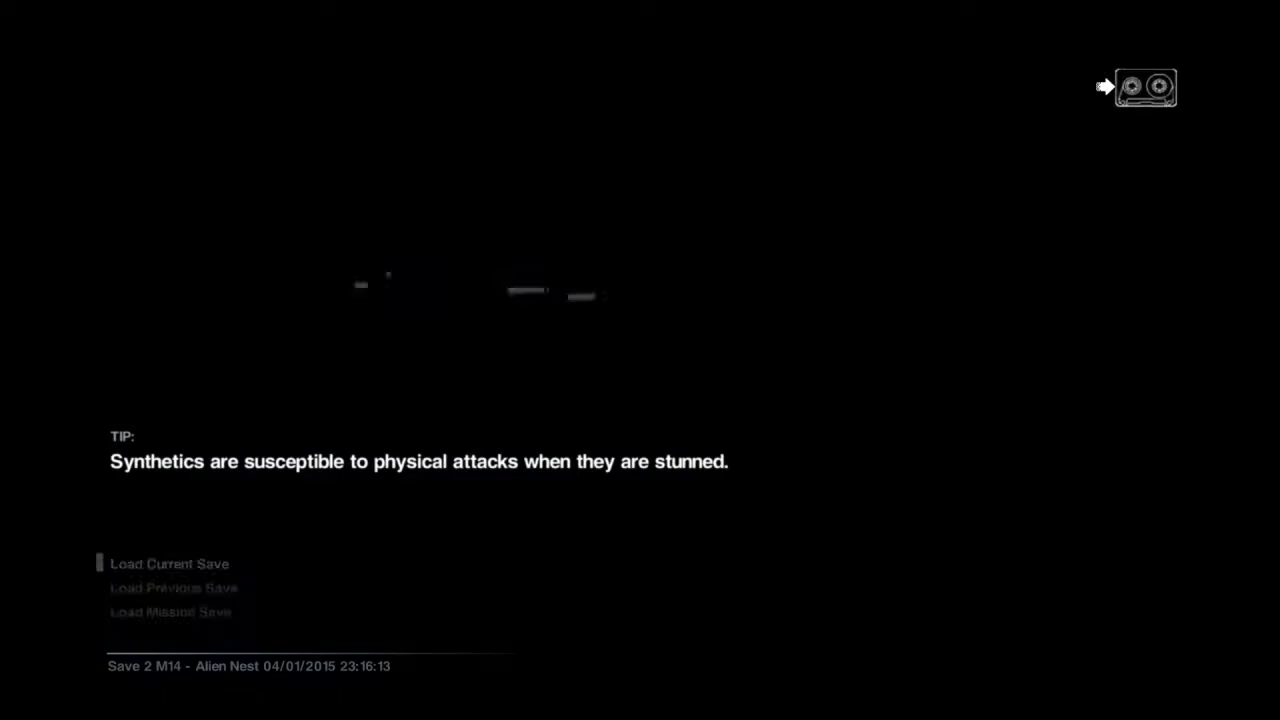 TIP:
Synthetics are susceptible to physical attacks when they are stunned.
Load Current Save
Load Previous Save
Load Mission Save
Save 2 M14 - Alien Nest 04/01/2015 23:16:13